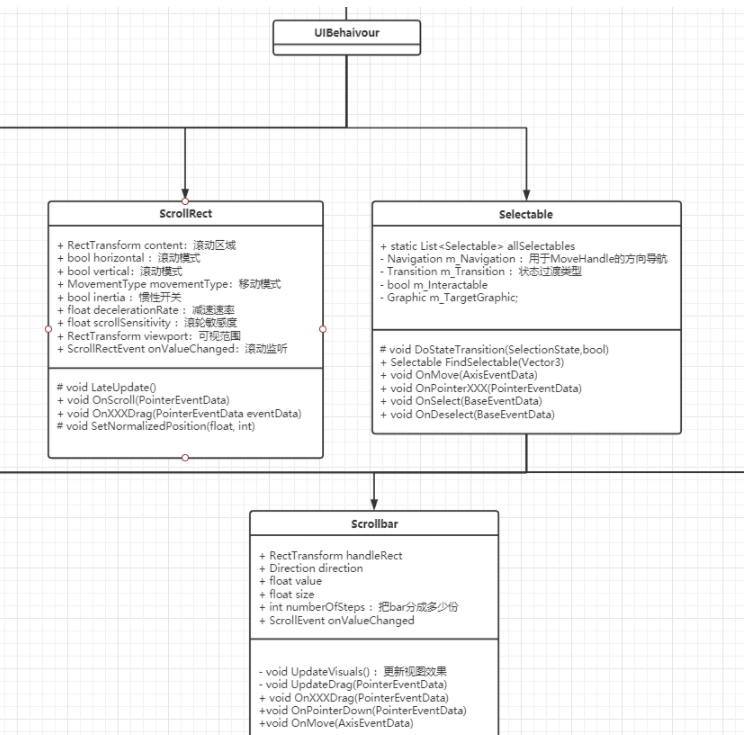 UIBehaivour
ScrollRect
+ RectTransform content：滚动区域
+ bool horizontal：滚动模式
+ bool vertical：滚动模式
+ MovementType movementType：移动模式
+ bool inertia：惯性开关
+ float decelerationRate：减速速率
+ float scrollSensitivity：滚轮敏感度
+ RectTransform viewport：可视范围
+ ScrollRectEvent onValueChanged：滚动监听
# void LateUpdate()
+ void OnScroll(PointerEventData)
+ void OnXXXDrag(PointerEventData eventData)
# void SetNormalizedPosition(float, int)
Selectable
+ static List<Selectable> allSelectables
- Navigation m_Navigation：用于MoveHandle的方向导航
- Transition m_Transition：状态过渡类型
- bool m_Interactable
- Graphic m_TargetGraphic;
# void DoStateTransition(SelectionState,bool)
+ Selectable FindSelectable(Vector3)
+ void OnMove(AxisEventData)
+ void OnPointerXXX(PointerEventData)
+ void OnSelect(BaseEventData)
+ void OnDeselect(BaseEventData)
Scrollbar
+ RectTransform handleRect
+ Direction direction
+ float value
+ float size
+ int numberOfSteps：把bar分成多少份
+ ScrollEvent onValueChanged
- void UpdateVisuals()：更新视图效果
- void UpdateDrag(PointerEventData)
+ void OnXXXDrag(PointerEventData)
+void OnPointerDown(PointerEventData)
+void OnMove(AxisEventData)